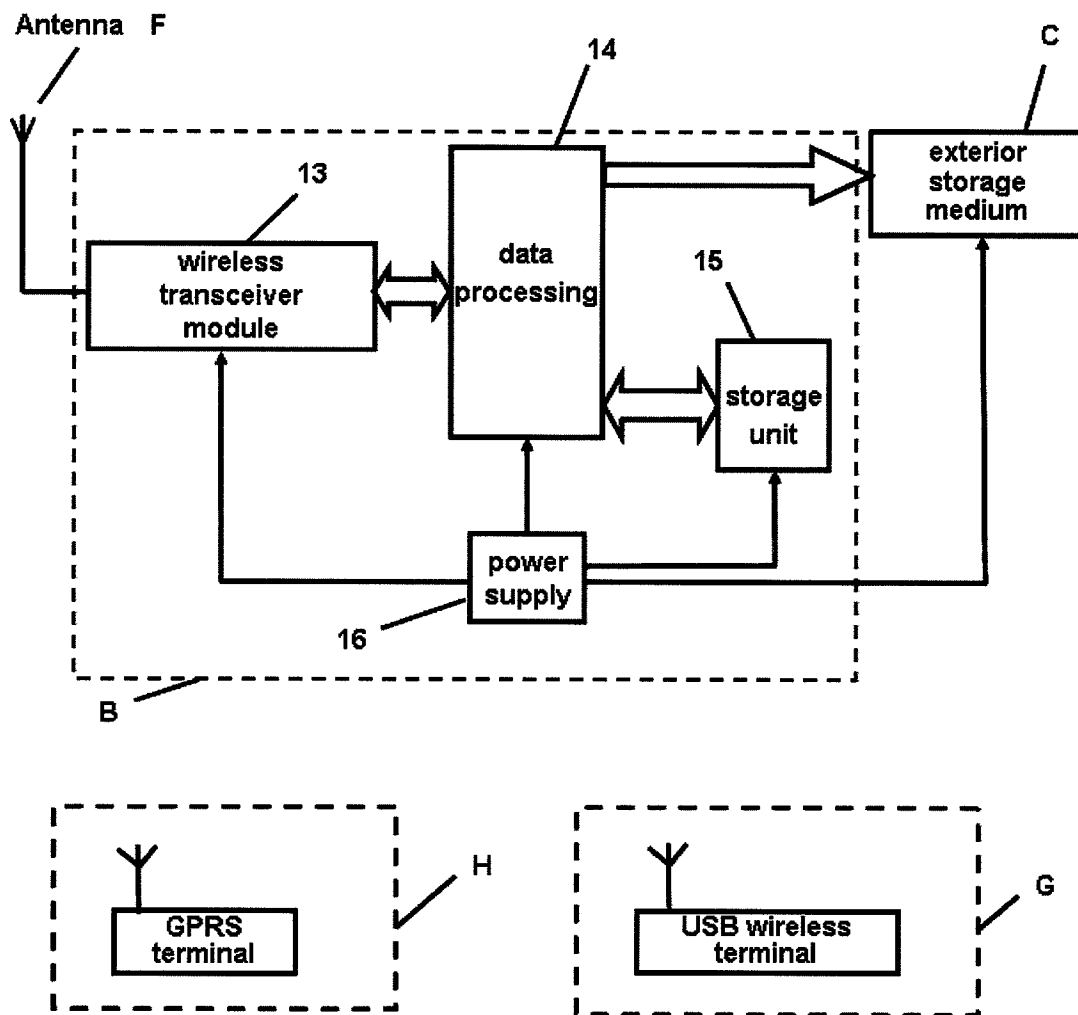 Antenna F
14
C
exterior
storage
medium
13
wireless
transceiver
module
data
processing
15
storage
unit
power
supply
16
B
GPRS
terminal
H
USB wireless
terminal
G